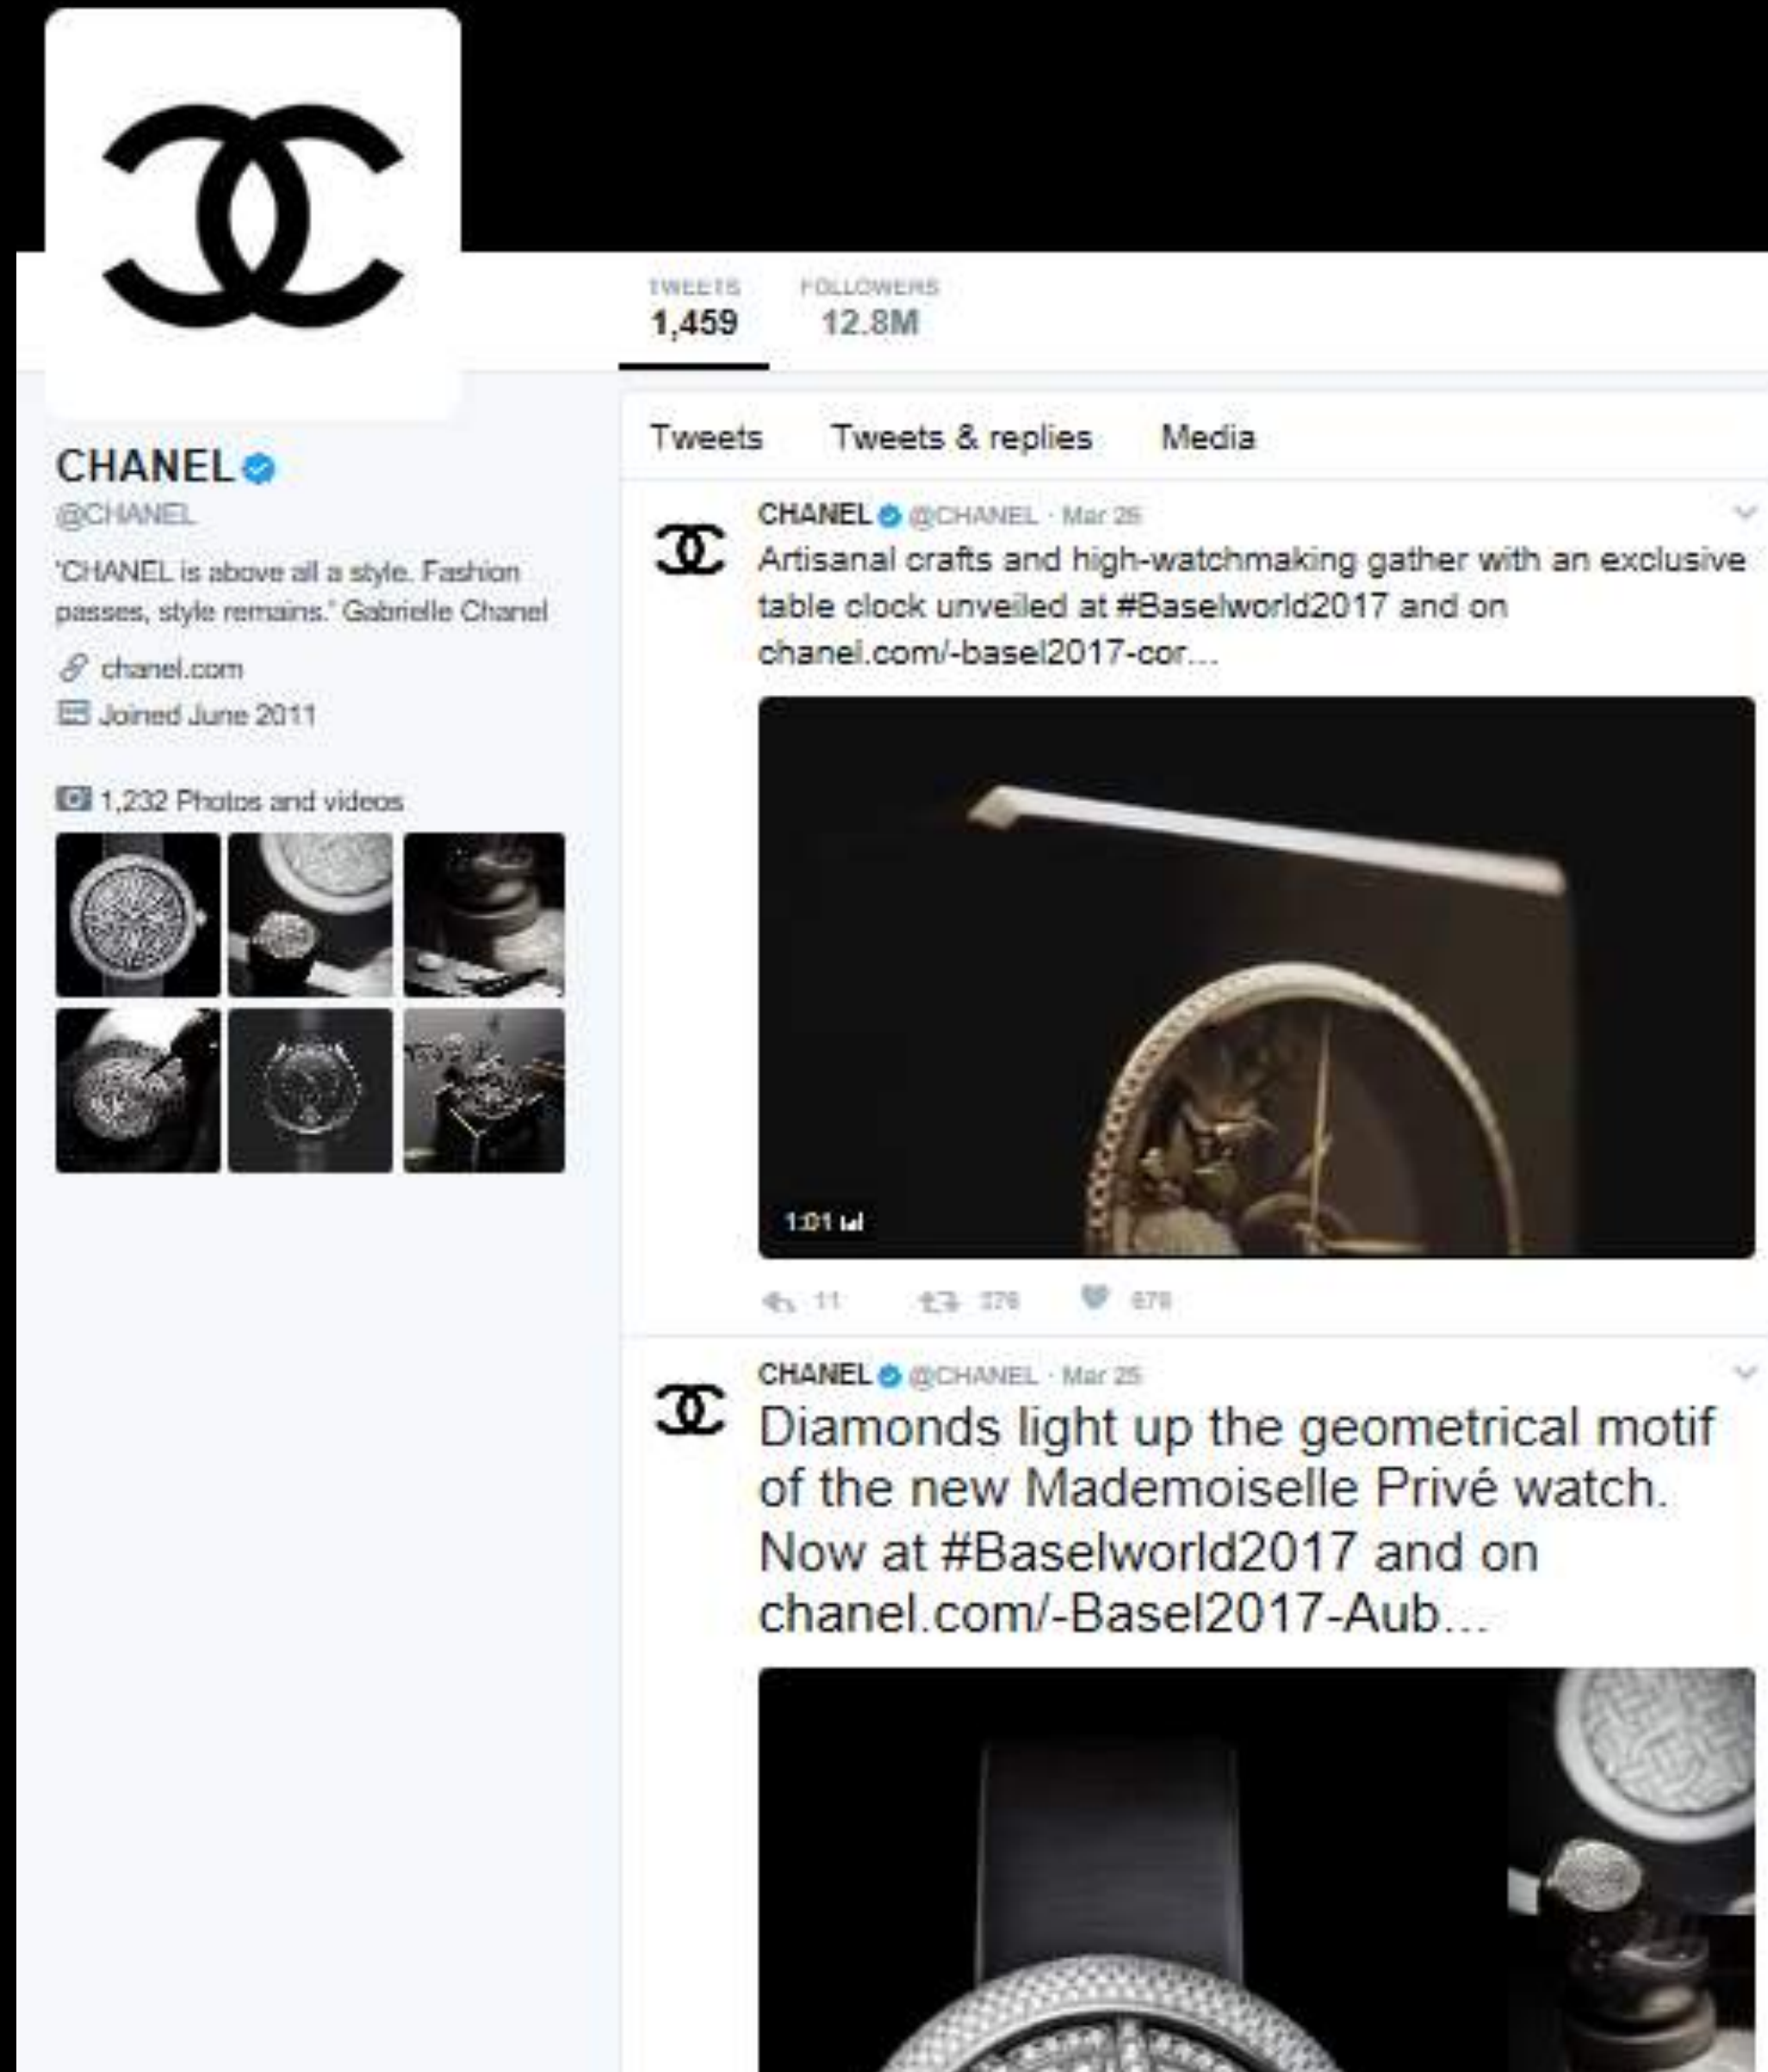 TWEETS
1,459
FOLLOWERS
12.8M
CHANEL
@CHANEL
'CHANEL is above all a style. Fashion
passes, style remains.' Gabrielle Chanel
chanel.com
Joined June 2011
1,232 Photos and videos
Tweets Tweets & replies Media
CHANEL @CHANEL · Mar
Artisanal crafts and high-watchmaking gather with an exclusive
table clock unveiled at #Baselworld2017 and on
chanel.com/-basel2017-cor...
1:01
11
CHANEL @CHANEL · Mar 25
Diamonds light up the geometrical motif
of the new Mademoiselle Privé watch.
Now at #Baselworld2017 and on
chanel.com/-Basel2017-Aub...